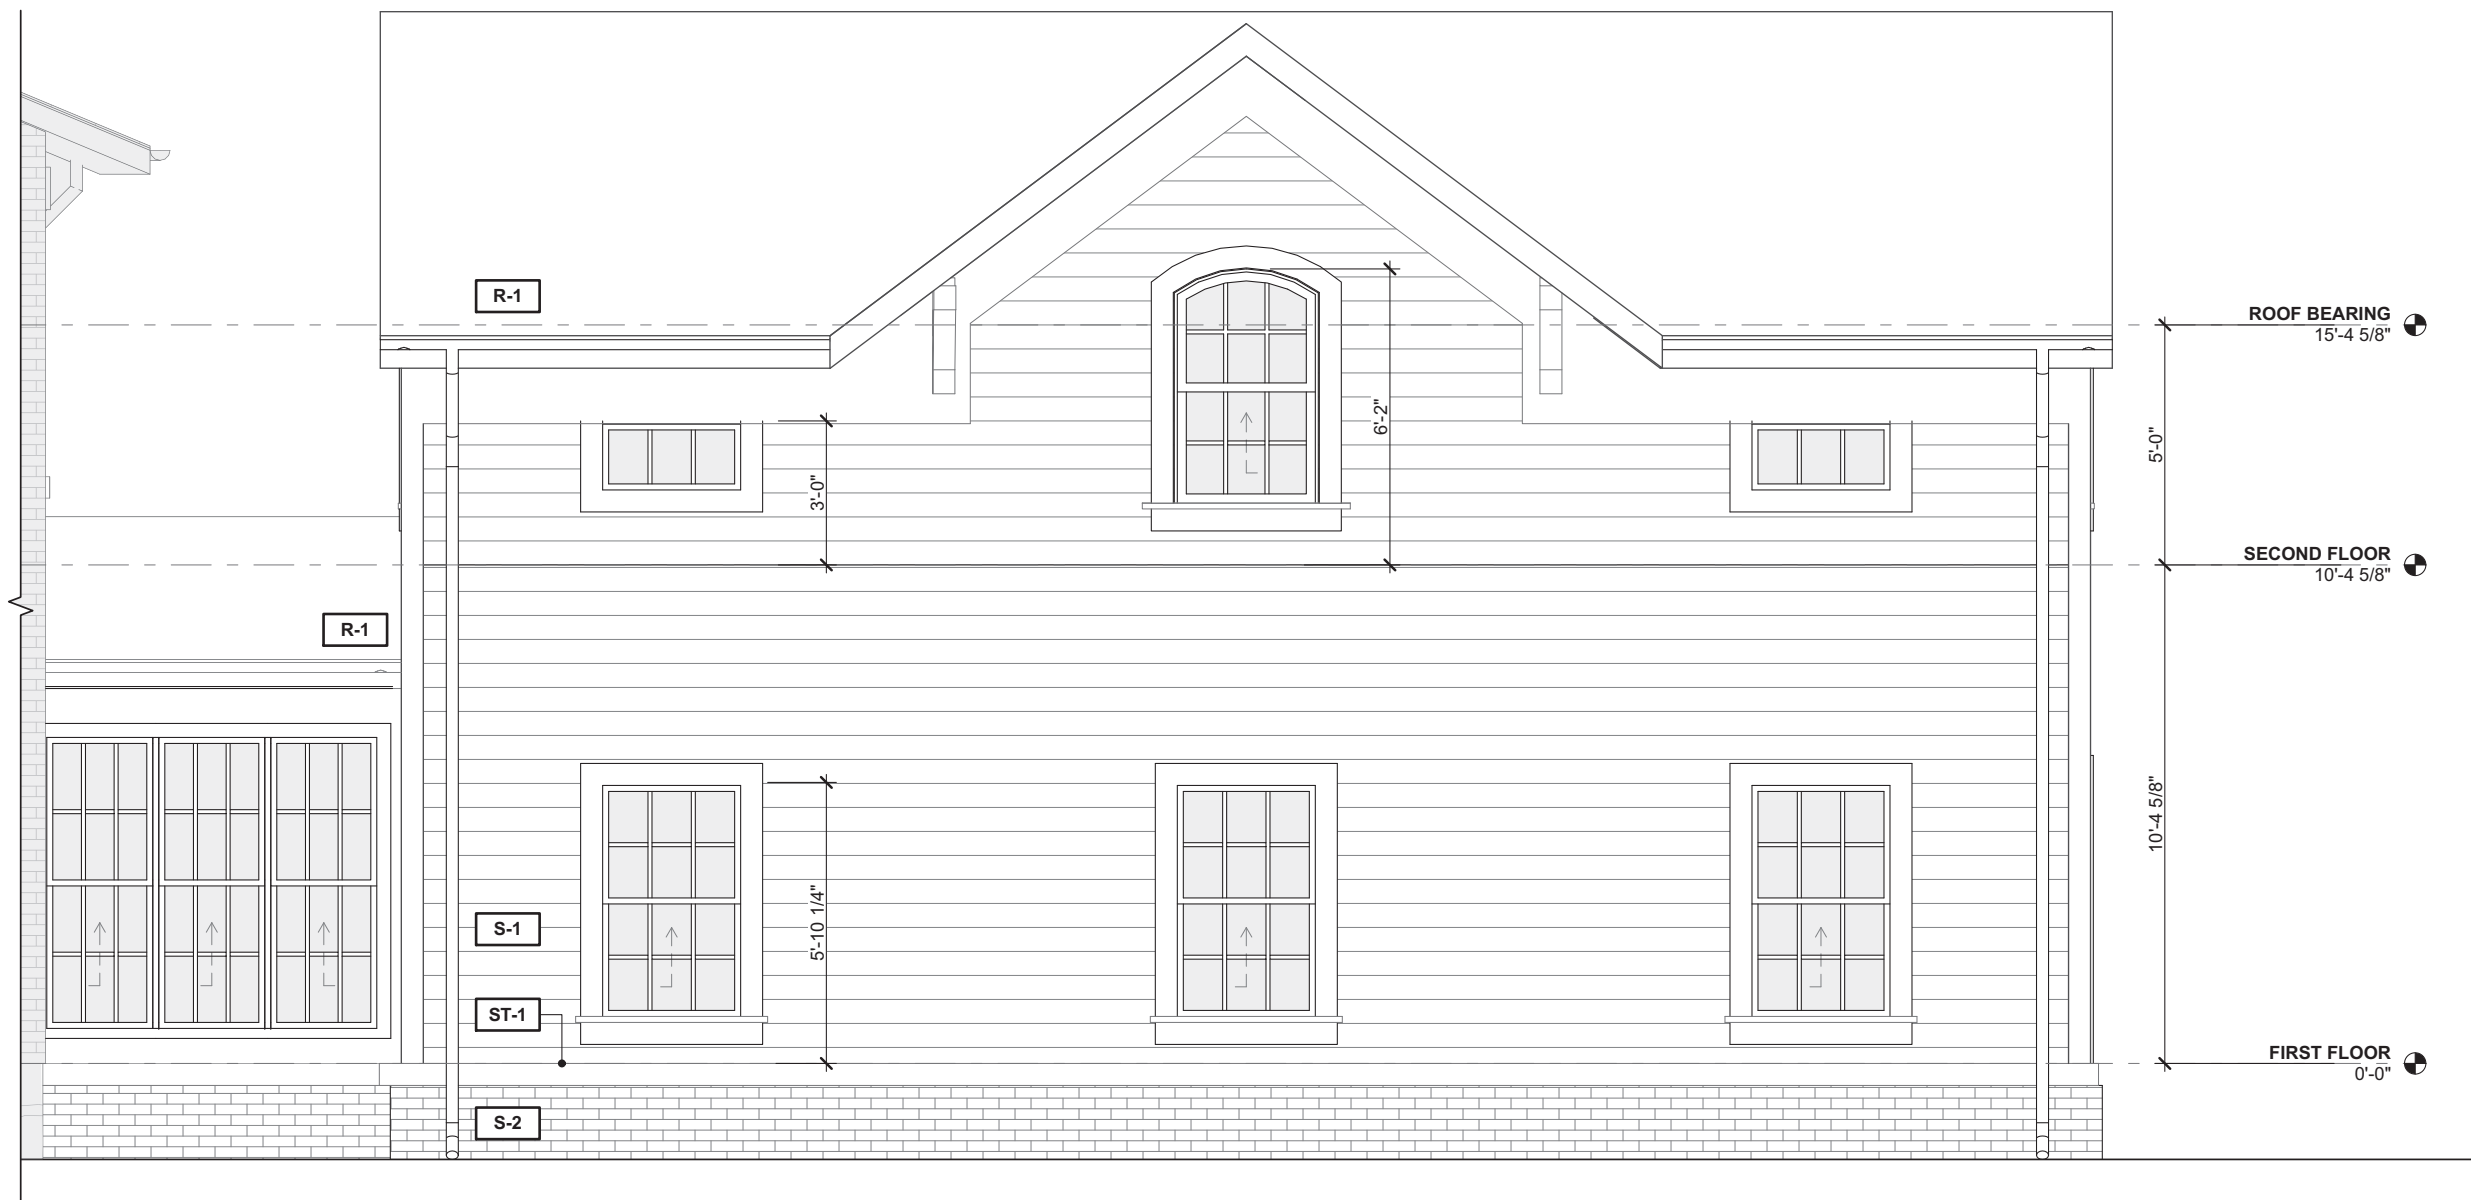 R-1
ROOF BEARING
15'-4 5/8"
6'-2"
5'-0"
3'-0"
SECOND FLOOR
10'-4 5/8"
R-1
10'-4 5/8"
5'-10 1/4"
S-1
ST-1
FIRST FLOOR
0'-0"
S-2